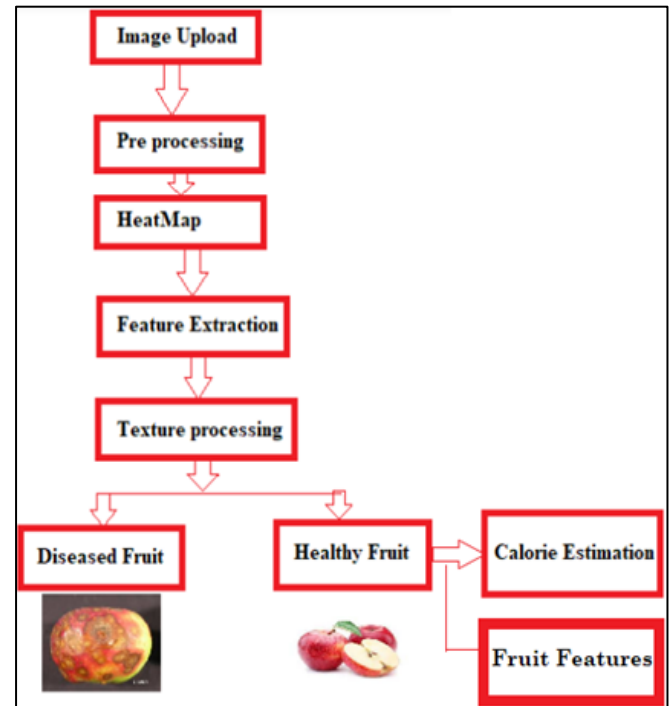 Image Upload
Pre processing
HeatMap
Feature Extraction
Texture processing
Diseased Fruit
Healthy Fruit
Calorie Estimation
Fruit Features